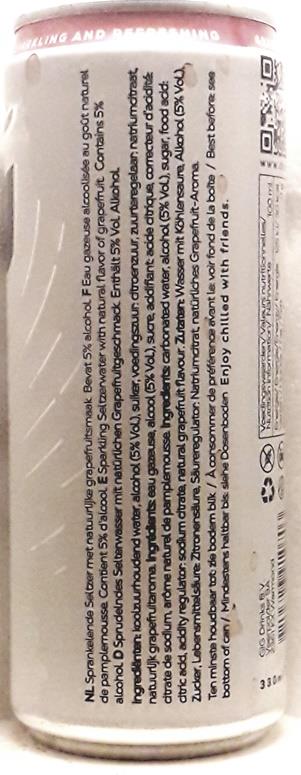 SPARKLING AND REFRESHING
NL Sprankelende Seltzer met natuurlijke grapefruitsmaak. Bevat 5% alcohol. F Eau gazeuse alcoolisée au goût naturel
de pamplemousse. Contient 5% d'alcool. E Sparkling Seltzerwater with natural flavor of grapefruit. Contains 5%
alcohol. D Sprudelndes Selterwasser mit natürlichen Grapefruitgeschmack. Enthält 5% Vol. Alkohol.
Ingrediënten: koolzuurhoudend water, alcohol (5% Vol.), suiker, voedingszuur: citroenzuur, zuurteregelaar: natriumcitraat,
natuurlijk grapefruitaroma. Ingrédients: eau gazeuse, alcool (5% Vol.), sucre, additifant: acide citrique, correcteur d'acidité:
citrate de sodium, arôme naturel de pamplemousse. Ingredients: carbonated water, alcohol (5% Vol.), sugar, food acid:
citric acid, acidity regulator: sodium citrate, natural grapefruit flavour. Zutaten: Wasser mit Kohlensäure, Alkohol (5% Vol.),
Zucker, Lebensmittelsäure: Zitronensäure, Säureregulator: Natriumcitrat, natürliches Grapefruit-Aroma.
Ten minste houdbaar tot: zie bodem blik / À consommer de préférence avant le: voir fond de la boîte / Best before: see
bottom of can / Mindestens haltbar bis: siehe Dosenboden Enjoy chilled with friends.
Voedingswaarden/Valeurs nutritionnelles/
Nutrition information/Nährwerte 100 ml
GIG Drinks B.V.
330